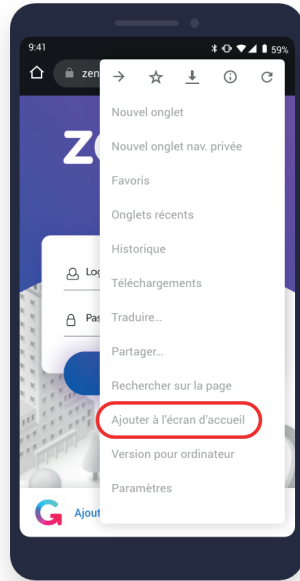 9:41
59%
zen
Nouvel onglet
Nouvel onglet nav. privée
Favoris
Onglets récents
Historique
Téléchargements
Traduire...
Partager...
Rechercher sur la page
Ajouter à l'écran d'accueil
Version pour ordinateur
Paramètres
Log
Pas
G Ajout